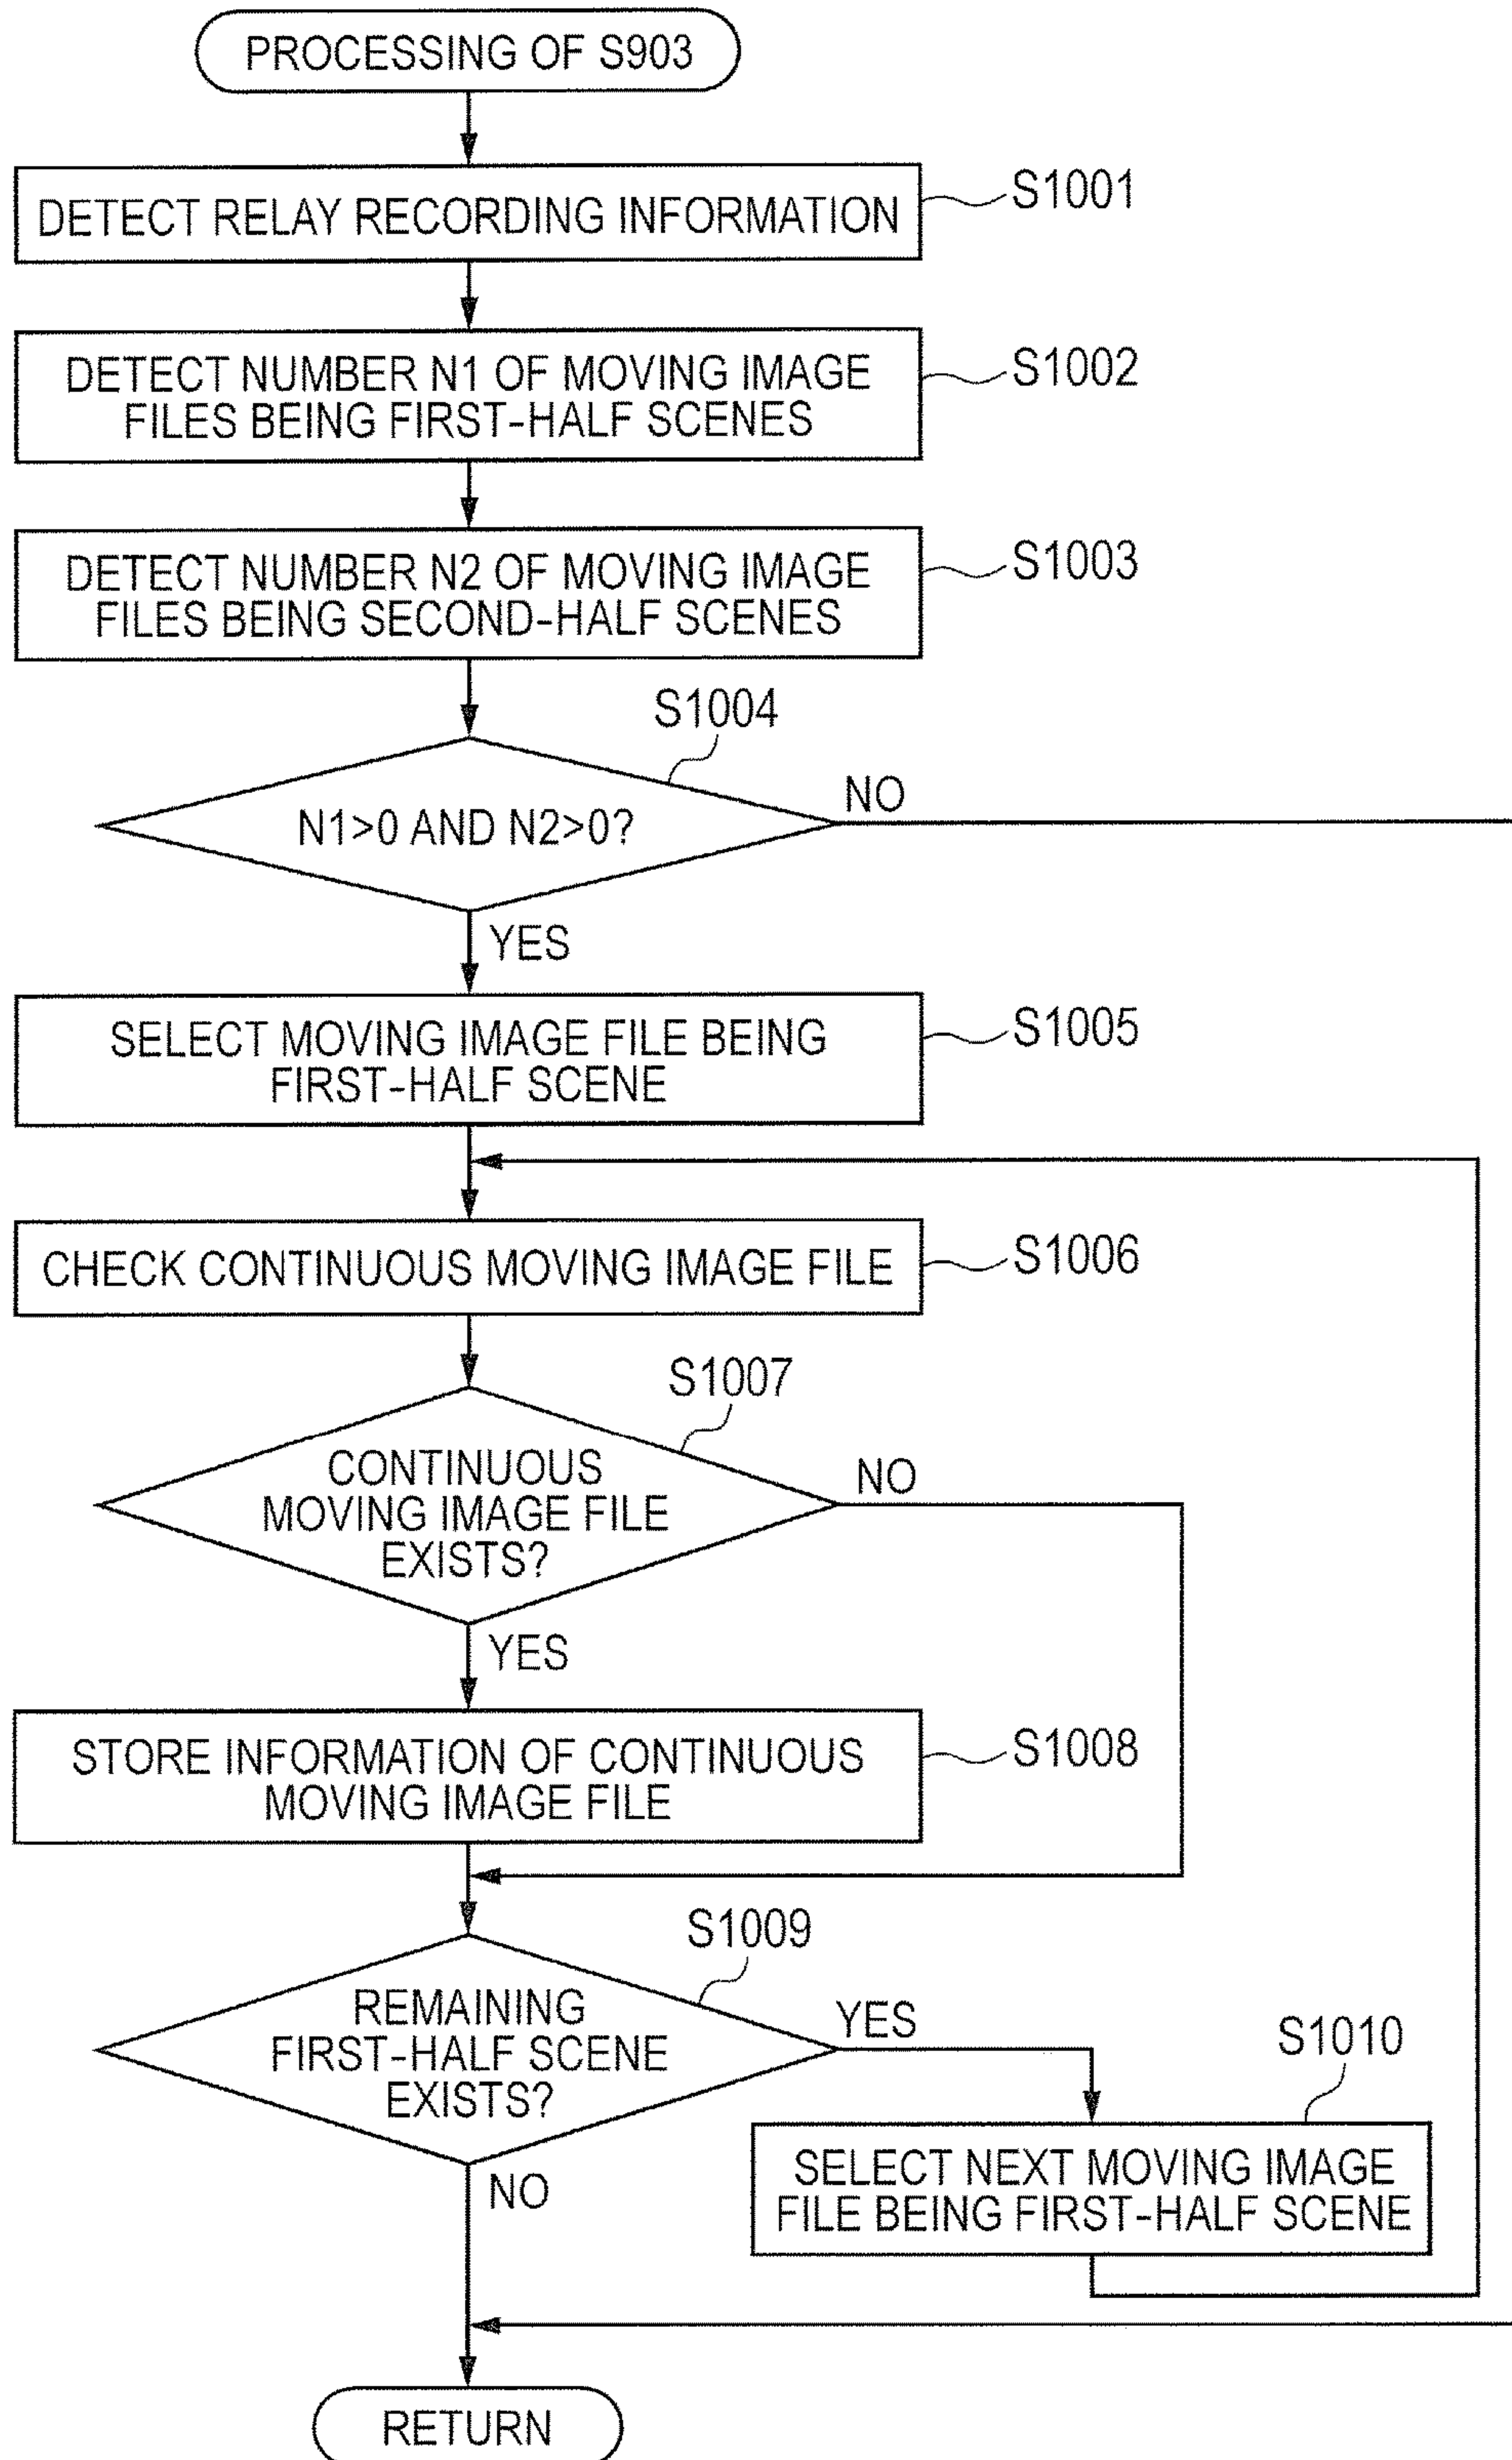 PROCESSING OF S903
DETECT RELAY RECORDING INFORMATION
S1001
DETECT NUMBER N1 OF MOVING IMAGE
FILES BEING FIRST-HALF SCENES
S1002
DETECT NUMBER N2 OF MOVING IMAGE
FILES BEING SECOND-HALF SCENES
S1003
S1004
N1>0 AND N2>0?
NO
YES
SELECT MOVING IMAGE FILE BEING
FIRST-HALF SCENE
S1005
CHECK CONTINUOUS MOVING IMAGE FILE
S1006
S1007
CONTINUOUS
MOVING IMAGE FILE
EXISTS?
NO
YES
STORE INFORMATION OF CONTINUOUS
MOVING IMAGE FILE
S1008
S1009
REMAINING
FIRST-HALF SCENE
EXISTS?
YES
NO
S1010
SELECT NEXT MOVING IMAGE
FILE BEING FIRST-HALF SCENE
RETURN